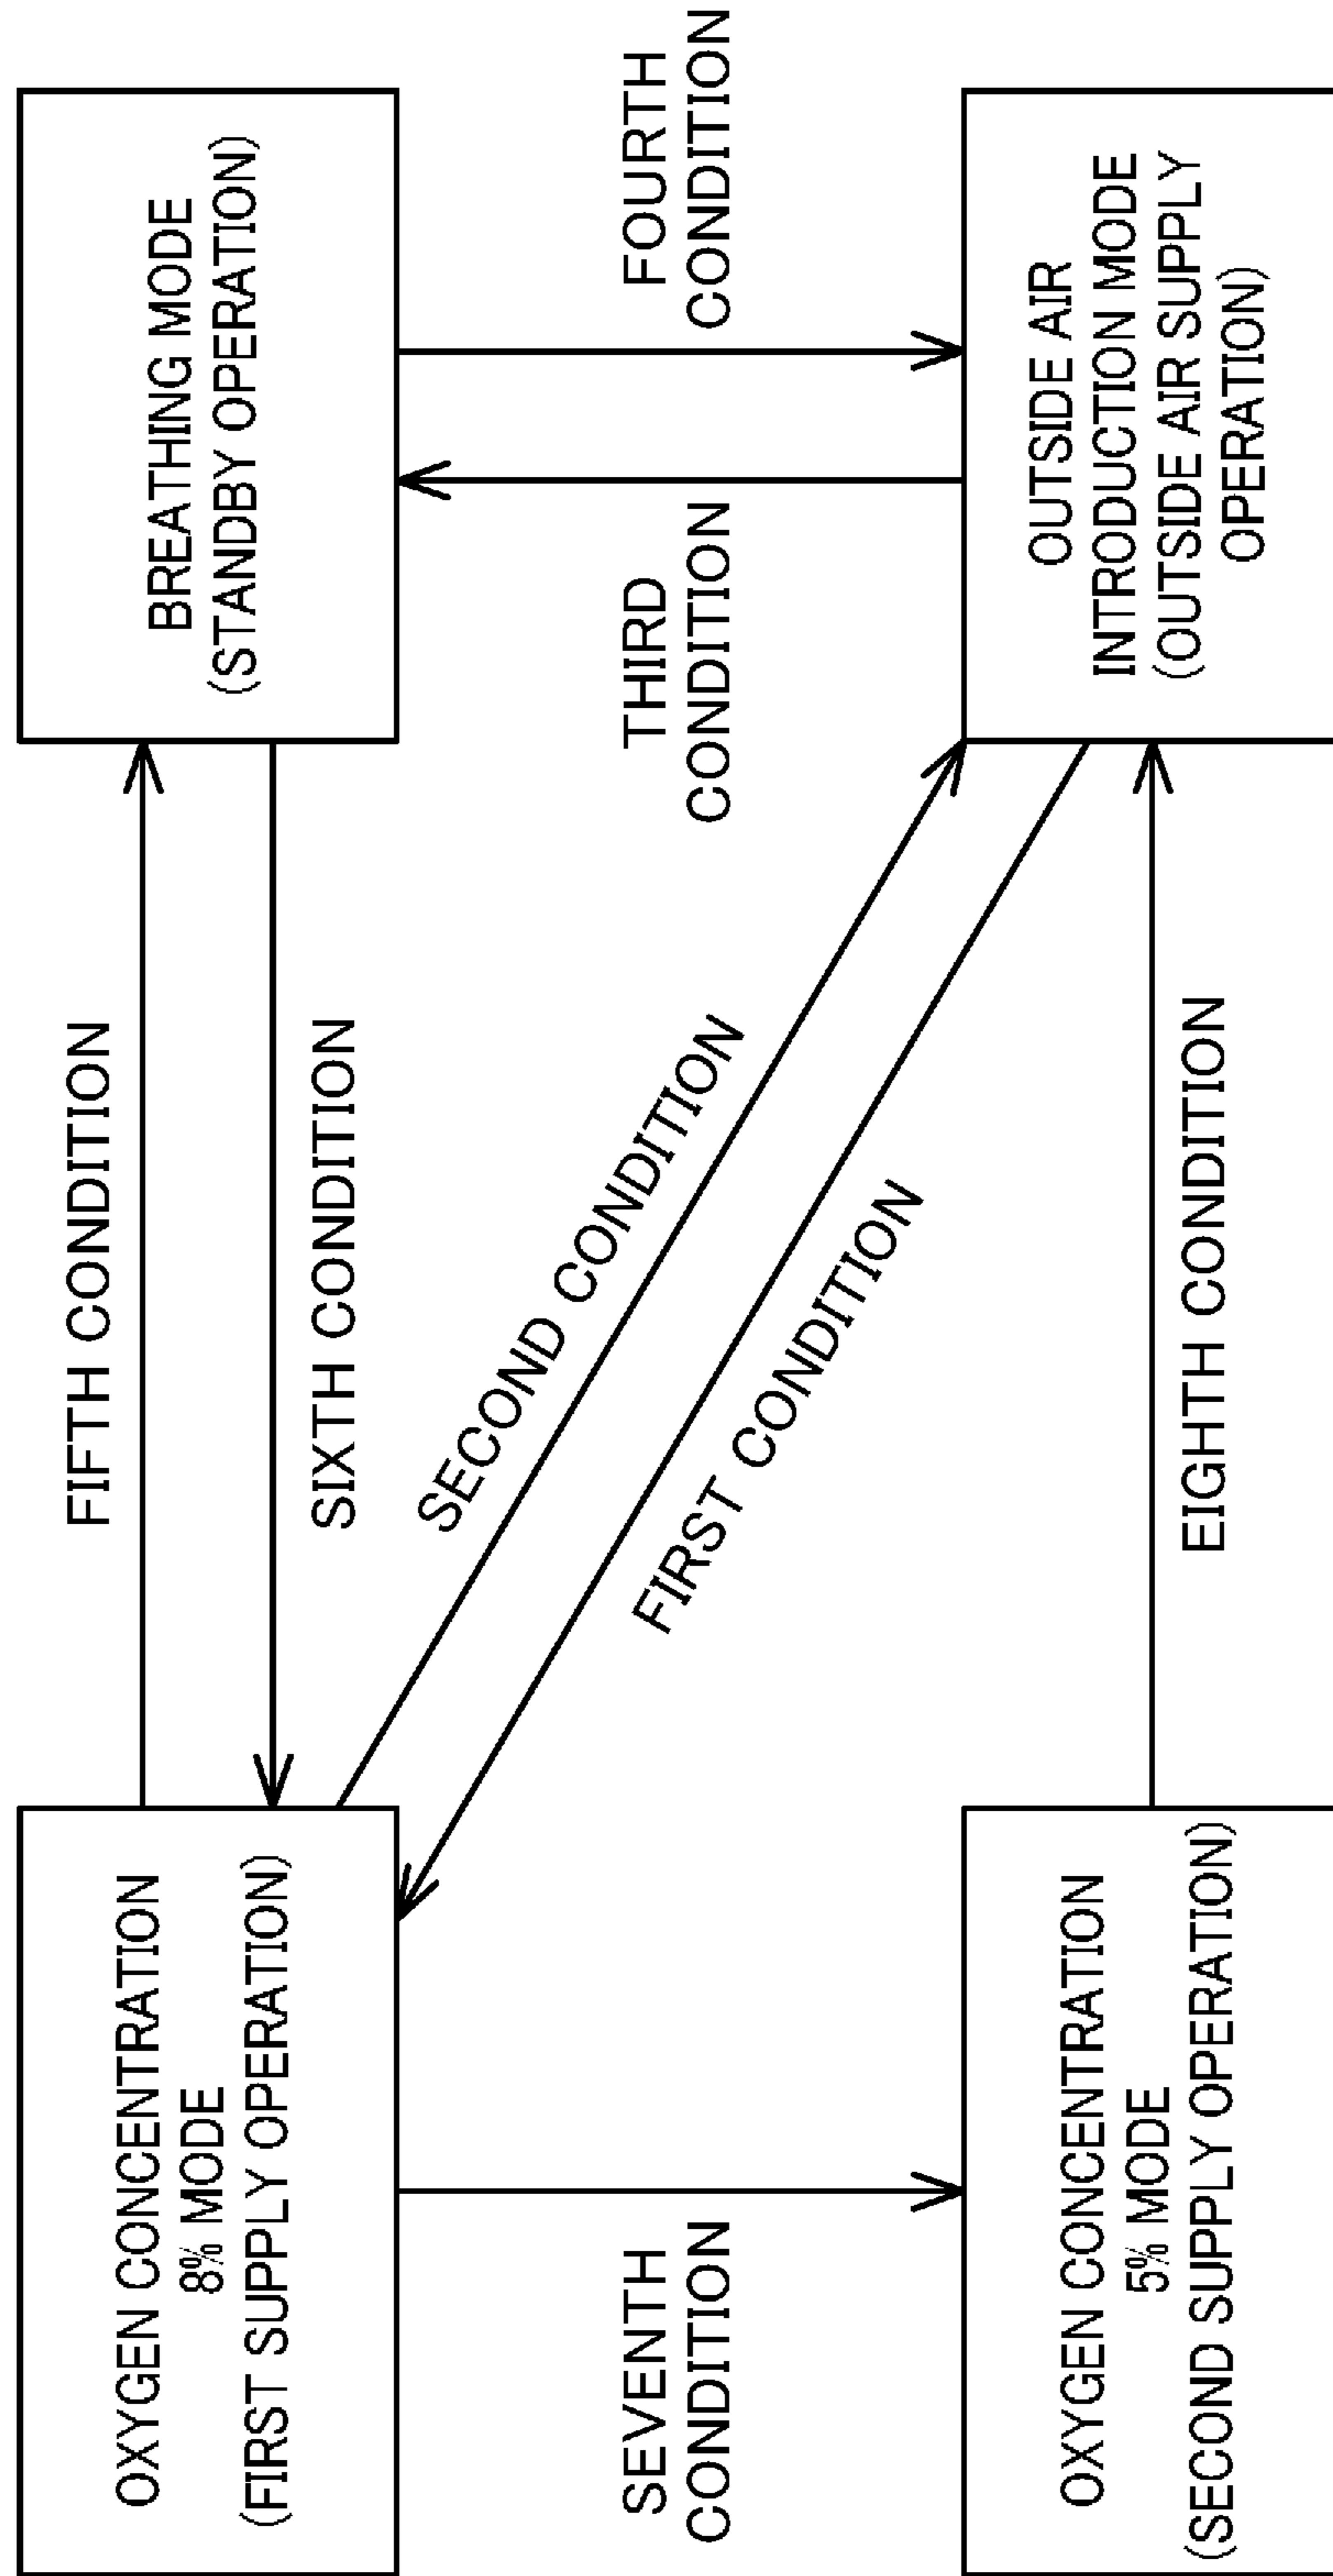 OXYGEN CONCENTRATION
8% MODE
(FIRST SUPPLY OPERATION)
FIFTH CONDITION
SIXTH CONDITION
BREATHING MODE
(STANDBY OPERATION)
SEVENTH
CONDITION
SECOND CONDITION
FIRST CONDITION
THIRD
CONDITION
FOURTH
CONDITION
OXYGEN CONCENTRATION
5% MODE
(SECOND SUPPLY OPERATION)
EIGHTH CONDITION
OUTSIDE AIR
INTRODUCTION MODE
(OUTSIDE AIR SUPPLY
OPERATION)